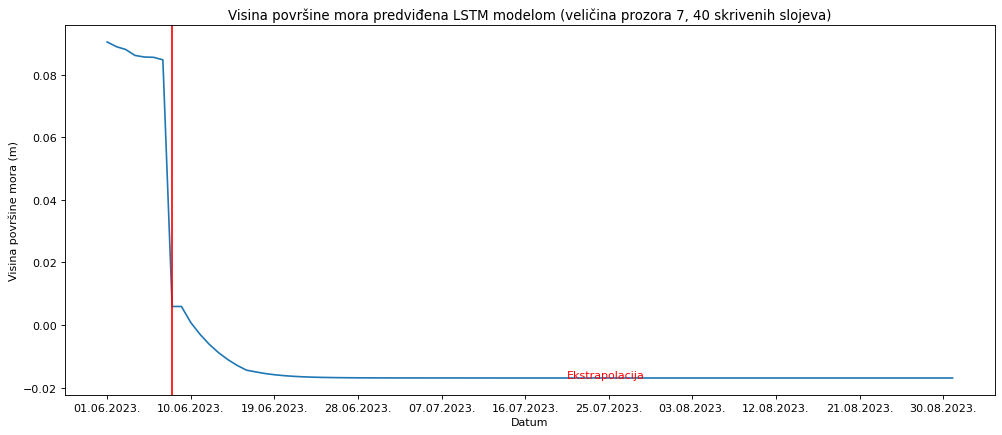 Visina površine mora predviđena LSTM modelom (veličina prozora 7, 40 skrivenih slojeva)
Visina površine mora (m)
0.08
0.06
0.04
0.02
0.00
−0.02
Ekstrapolacija
01.06.2023. 10.06.2023. 19.06.2023. 28.06.2023. 07.07.2023. 16.07.2023. 25.07.2023. 03.08.2023. 12.08.2023. 21.08.2023. 30.08.2023.
Datum